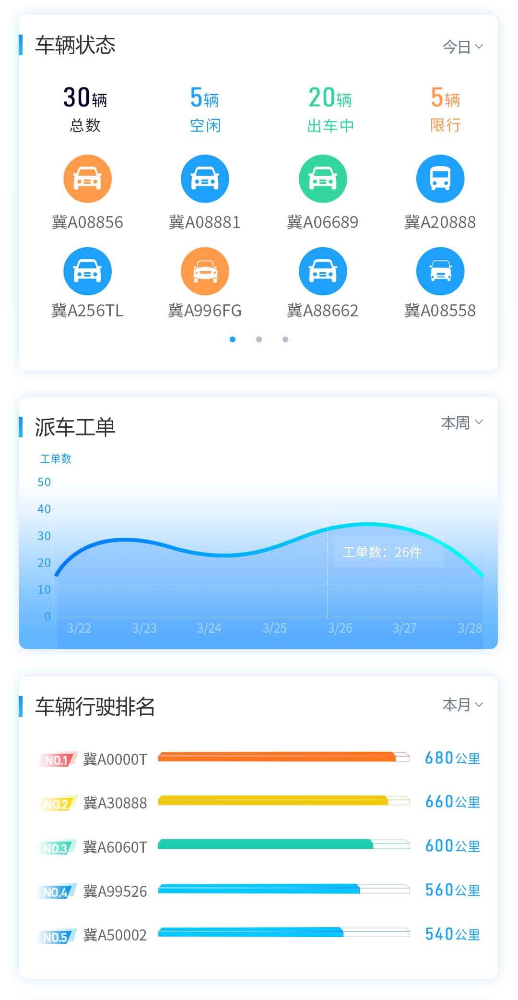 车辆状态
今日
30辆 5辆 20辆 5辆
总数 空闲 出车中 限行
冀A08856 冀A08881 冀A06689 冀A20888
冀A256TL 冀A996FG 冀A88662 冀A08558
派车工单
本周
工单数
50
40
30
20
10
0
工单数：26件
3/22 3/23 3/24 3/25 3/26 3/27 3/28
车辆行驶排名
本月
NO.1 冀A0000T 680公里
NO.2 冀A30888 660公里
NO.3 冀A6060T 600公里
NO.4 冀A99526 560公里
NO.5 冀A50002 540公里